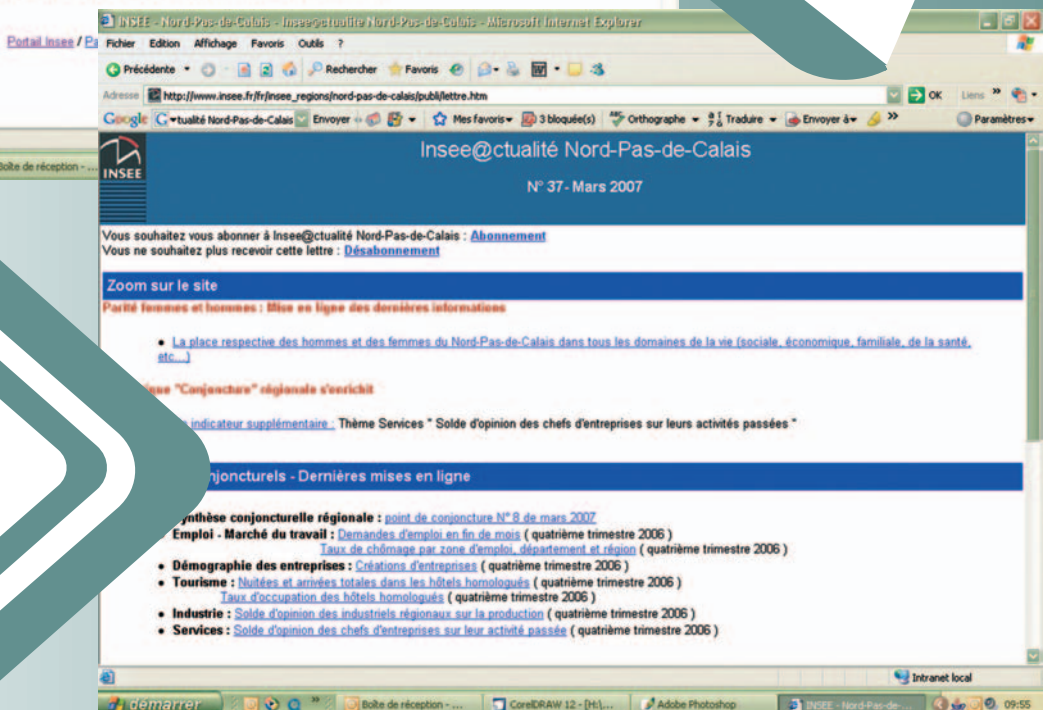 Portail Insee /
INSEE - Nord-Pas-de-Calais - Insee@ctualité Nord-Pas-de-Calais - Microsoft Internet Explorer
Fichier Edition Affichage Favoris Outils ?
Précédente Rechercher Favoris
Adresse http://www.insee.fr/fr/insee_regions/nord-pas-de-calais/publi/lettre.htm OK Liens »
Google tualité Nord-Pas-de-Calais Envoyer Mes favoris 3 bloquée(s) Orthographe Traduire Envoyer à » Paramètres
Boîte de réception - ...
INSEE
Insee@ctualité Nord-Pas-de-Calais
N° 37- Mars 2007
Vous souhaitez vous abonner à Insee@ctualité Nord-Pas-de-Calais : Abonnement
Vous ne souhaitez plus recevoir cette lettre : Désabonnement
Zoom sur le site
Parité femmes et hommes : Mise en ligne des dernières informations
• La place respective des hommes et des femmes du Nord-Pas-de-Calais dans tous les domaines de la vie (sociale, économique, familiale, de la santé,
etc...)
"Conjoncture" régionale s'enrichit
indicateur supplémentaire : Thème Services " Solde d'opinion des chefs d'entreprises sur leurs activités passées "
- Dernières mises en ligne
conjoncturelle régionale : point de conjoncture N° 8 de mars 2007
• Emploi - Marché du travail : Demandes d'emploi en fin de mois ( quatrième trimestre 2006 )
Taux de chômage par zone d'emploi, département et région ( quatrième trimestre 2006 )
• Démographie des entreprises : Créations d'entreprises ( quatrième trimestre 2006 )
• Tourisme : Nuitées et arrivées totales dans les hôtels homologués ( quatrième trimestre 2006 )
Taux d'occupation des hôtels homologués ( quatrième trimestre 2006 )
• Industrie : Solde d'opinion des industriels régionaux sur la production ( quatrième trimestre 2006 )
• Services : Solde d'opinion des chefs d'entreprises sur leur activité passée ( quatrième trimestre 2006 )
Intranet local
démarrer » Boîte de réception - ... CorelDRAW 12 - [H:\... Adobe Photoshop INSEE - Nord-Pas-de-... 09:55